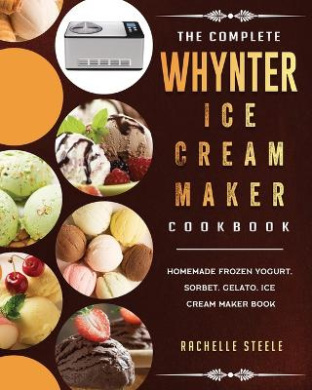 THE COMPLETE
WHYNTER
ICE
CREAM
MAKER
COOKBOOK
HOMEMADE FROZEN YOGURT,
SORBET, GELATO, ICE
CREAM MAKER BOOK
RACHELLE STEELE